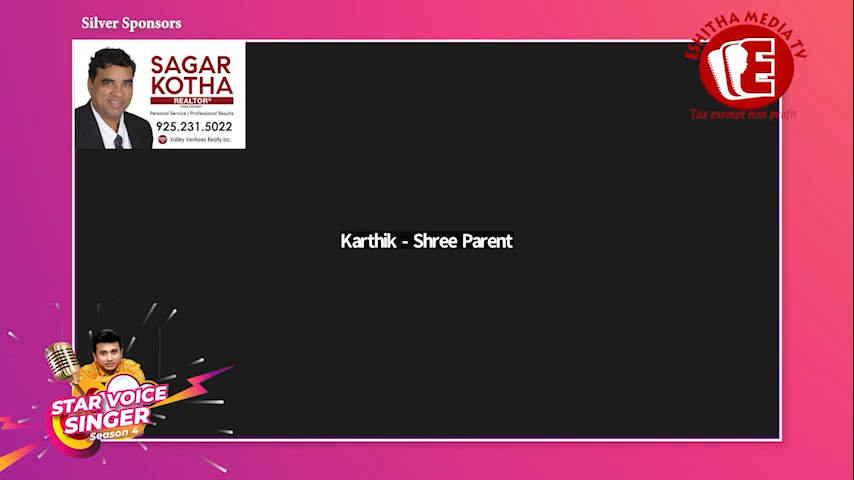 Silver Sponsors
SAGAR
KOTHA
REALTOR®
Personal Service | Professional Results
925.231.5022
Valley Ventures Realty Inc.
ESHITHA MEDIA TV
E
Tax exempt non profit
Karthik - Shree Parent
STAR VOICE
SINGER
Season 4